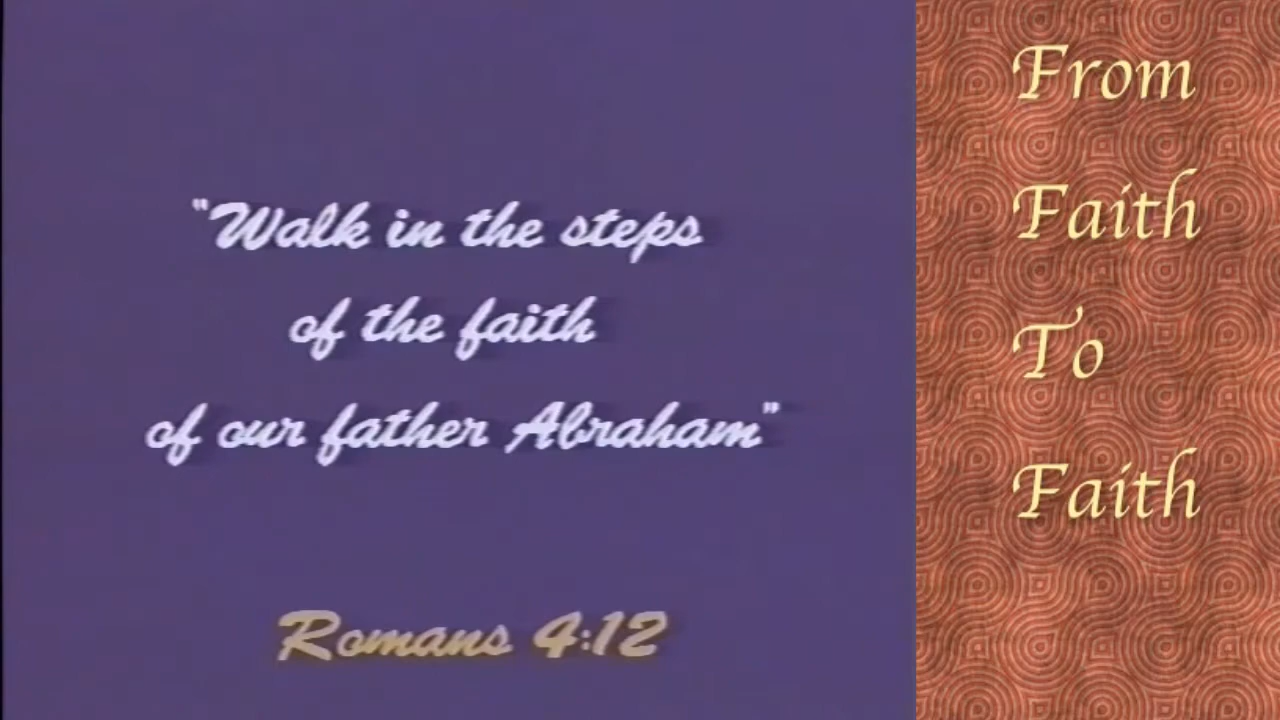 "Walk in the steps
of the faith
of our father Abraham"
Romans 4:12
From
Faith
To
Faith